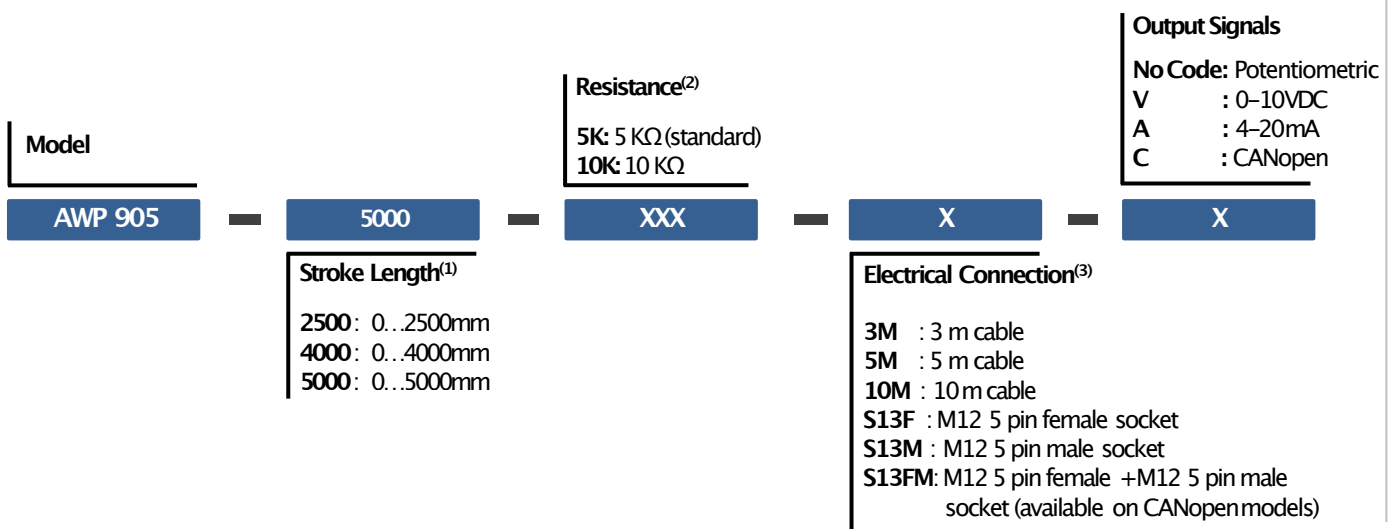 Output Signals
No Code: Potentiometric
V : 0–10VDC
A : 4–20mA
C : CANopen
Resistance(2)
5K: 5 KΩ (standard)
10K: 10 KΩ
Model
AWP 905 – 5000 – XXX – X – X
Stroke Length(1)
2500 : 0...2500mm
4000 : 0...4000mm
5000 : 0...5000mm
Electrical Connection(3)
3M : 3 m cable
5M : 5 m cable
10M : 10 m cable
S13F : M12 5 pin female socket
S13M : M12 5 pin male socket
S13FM: M12 5 pin female +M12 5 pin male
socket (available on CANopen models)